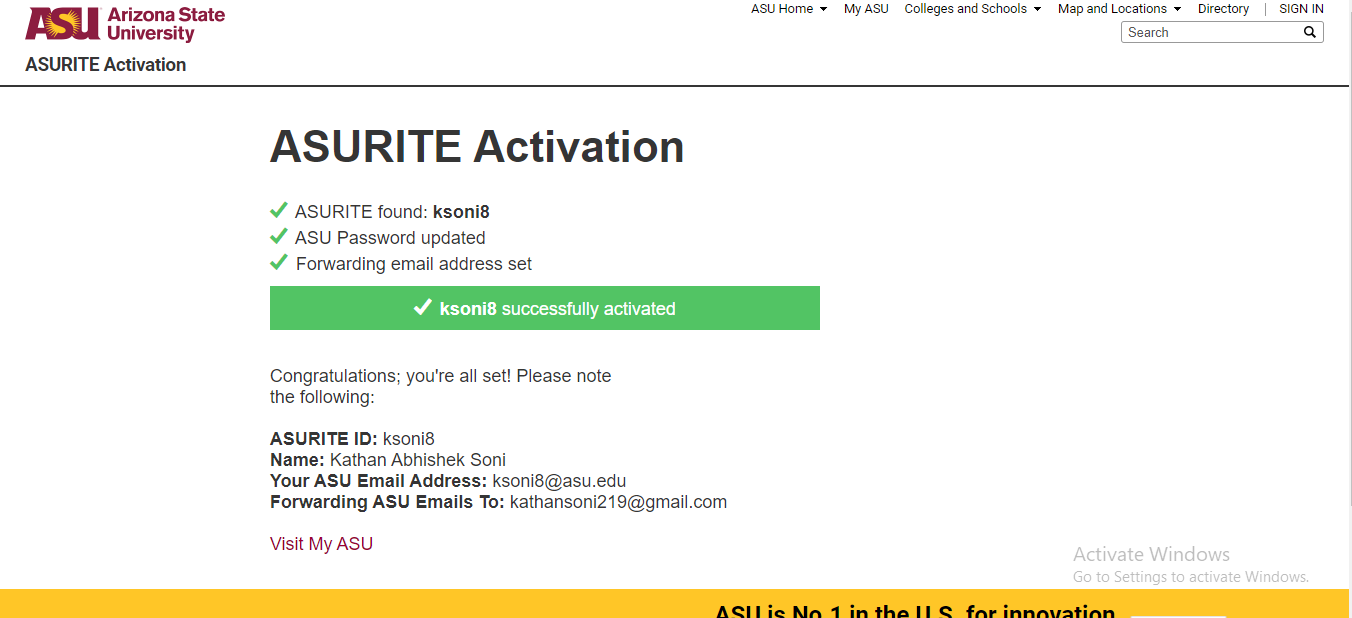 ASU Arizona State University
ASU Home My ASU Colleges and Schools Map and Locations Directory | SIGN IN
Search
ASURITE Activation
ASURITE Activation
ASURITE found: ksoni8
ASU Password updated
Forwarding email address set
ksoni8 successfully activated
Congratulations; you're all set! Please note
the following:
ASURITE ID: ksoni8
Name: Kathan Abhishek Soni
Your ASU Email Address: ksoni8@asu.edu
Forwarding ASU Emails To: kathansoni219@gmail.com
Visit My ASU
Activate Windows
Go to Settings to activate Windows.
ASU is No.1 in the U.S. for innovation